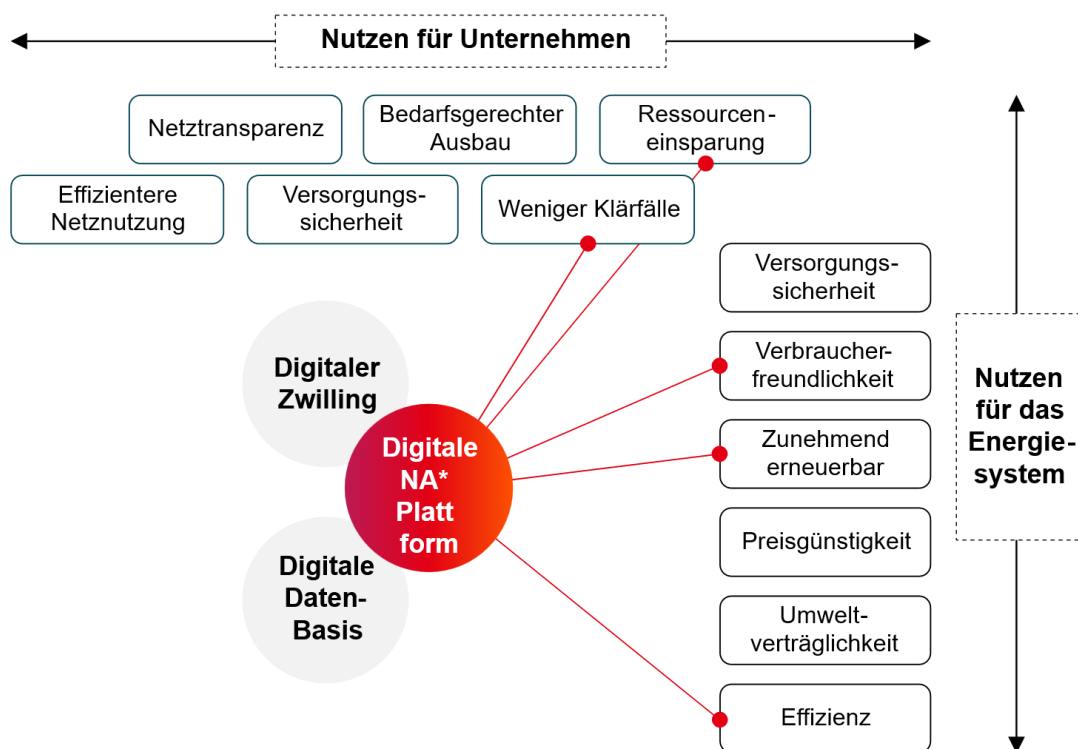 Nutzen für Unternehmen
Netztransparenz
Bedarfsgerechter
Ausbau
Ressourcen-
einsparung
Effizientere
Netznutzung
Versorgungs-
sicherheit
Weniger Klärfälle
Versorgungs-
sicherheit
Verbraucher-
freundlichkeit
Zunehmend
erneuerbar
Preisgünstigkeit
Umwelt-
verträglichkeit
Effizienz
Nutzen
für das
Energie-
system
Digitaler
Zwilling
Digitale
NA*
Platt
form
Digitale
Daten-
Basis